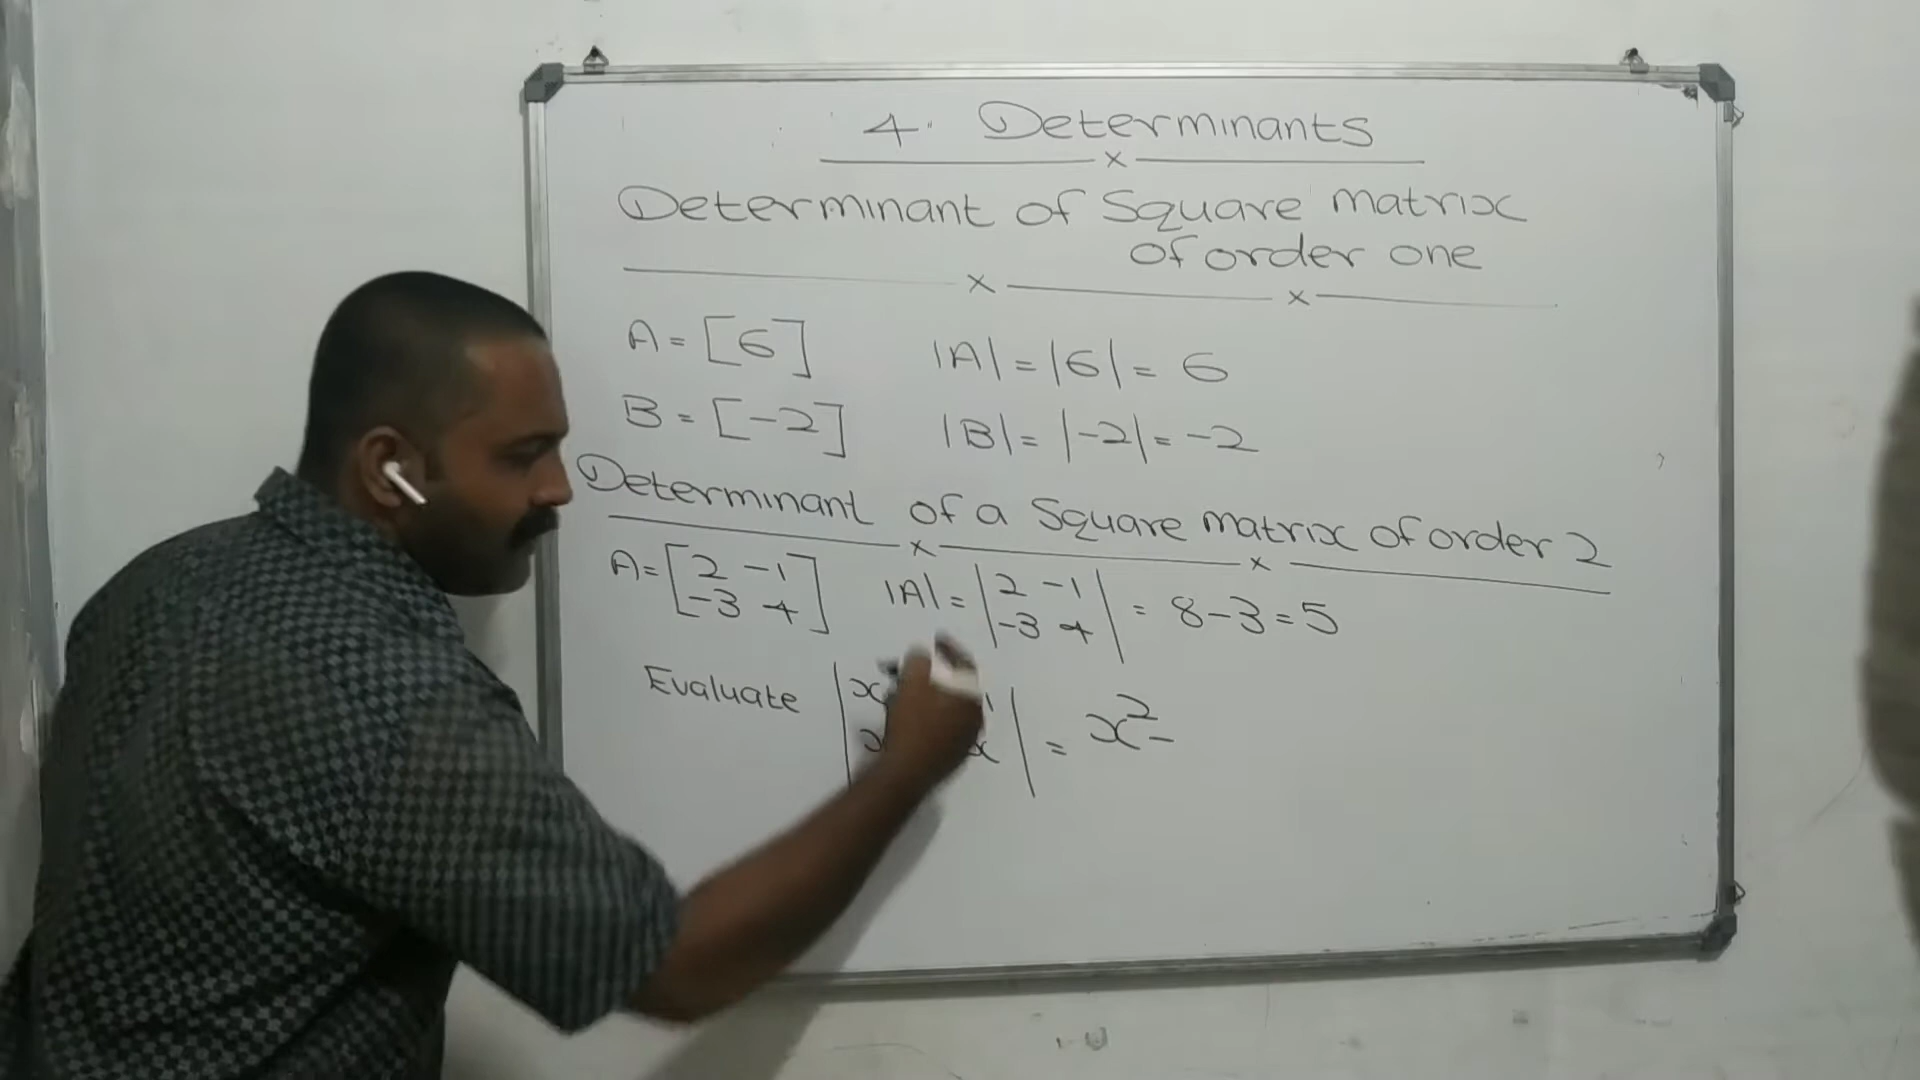 4. Determinants
Determinant of Square matrix
of order one
A = [6] |A| = |6| = 6
B = [-2] |B| = |-2| = -2
Determinant of a Square matrix of order 2
A = [2 -1 |A| = |2 -1
-3 4] -3 4| = 8-3=5
Evaluate |x 1
x| = x² -